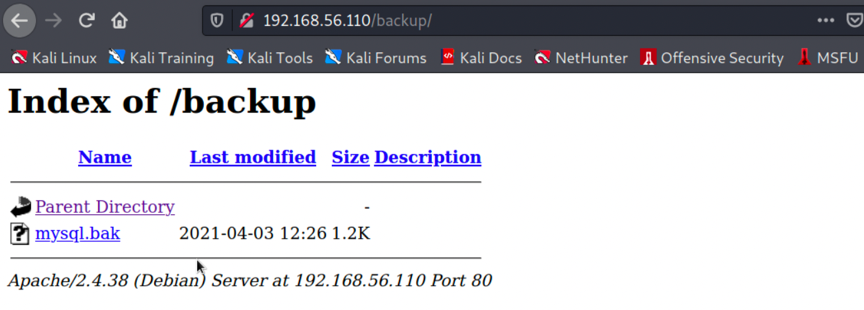 192.168.56.110/backup/
Kali Linux Kali Training Kali Tools Kali Forums Kali Docs NetHunter Offensive Security MSFU
Index of /backup
Name Last modified Size Description
Parent Directory -
mysql.bak 2021-04-03 12:26 1.2K
Apache/2.4.38 (Debian) Server at 192.168.56.110 Port 80